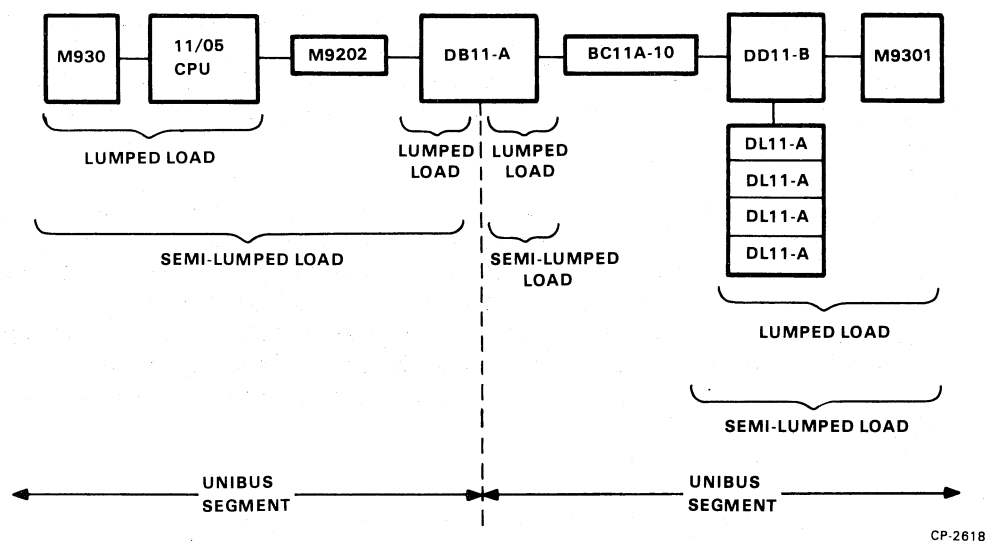 M930
11/05
CPU
M9202
DB11-A
BC11A-10
DD11-B
M9301
LUMPED LOAD
LUMPED
LOAD
LUMPED
LOAD
DL11-A
DL11-A
DL11-A
DL11-A
SEMI-LUMPED LOAD
SEMI-LUMPED
LOAD
LUMPED LOAD
SEMI-LUMPED LOAD
UNIBUS
SEGMENT
UNIBUS
SEGMENT
CP-2618